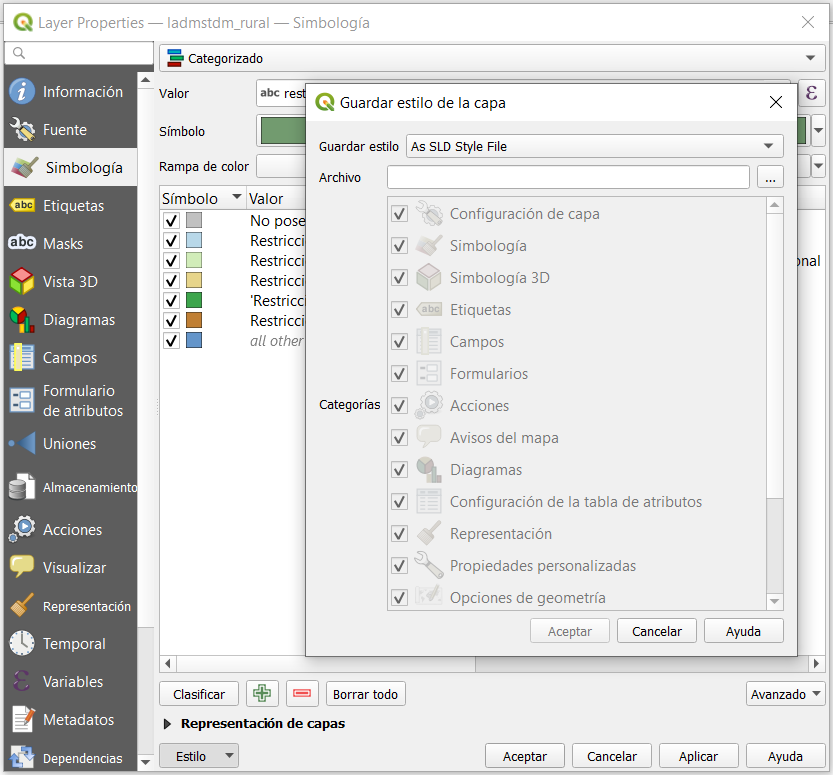 Layer Properties — ladmstdm_rural — Simbología
Información
Fuente
Simbología
Etiquetas
Masks
Vista 3D
Diagramas
Campos
Formulario
de atributos
Uniones
Almacenamiento
Acciones
Visualizar
Representación
Temporal
Variables
Metadatos
Dependencias
Categorizado
Valor
abc rest
ε
Símbolo
Rampa de color
Símbolo Valor
No pose
Restricci
Restricci
onal
Restricci
'Restricc
Restricci
all other
Guardar estilo de la capa
Guardar estilo As SLD Style File
Archivo
...
Categorías
Configuración de capa
Simbología
Simbología 3D
abc Etiquetas
Campos
Formularios
Acciones
Avisos del mapa
Diagramas
Configuración de la tabla de atributos
Representación
Propiedades personalizadas
Opciones de geometría
Aceptar Cancelar Ayuda
Clasificar Borrar todo Avanzado
Representación de capas
Estilo Aceptar Cancelar Aplicar Ayuda